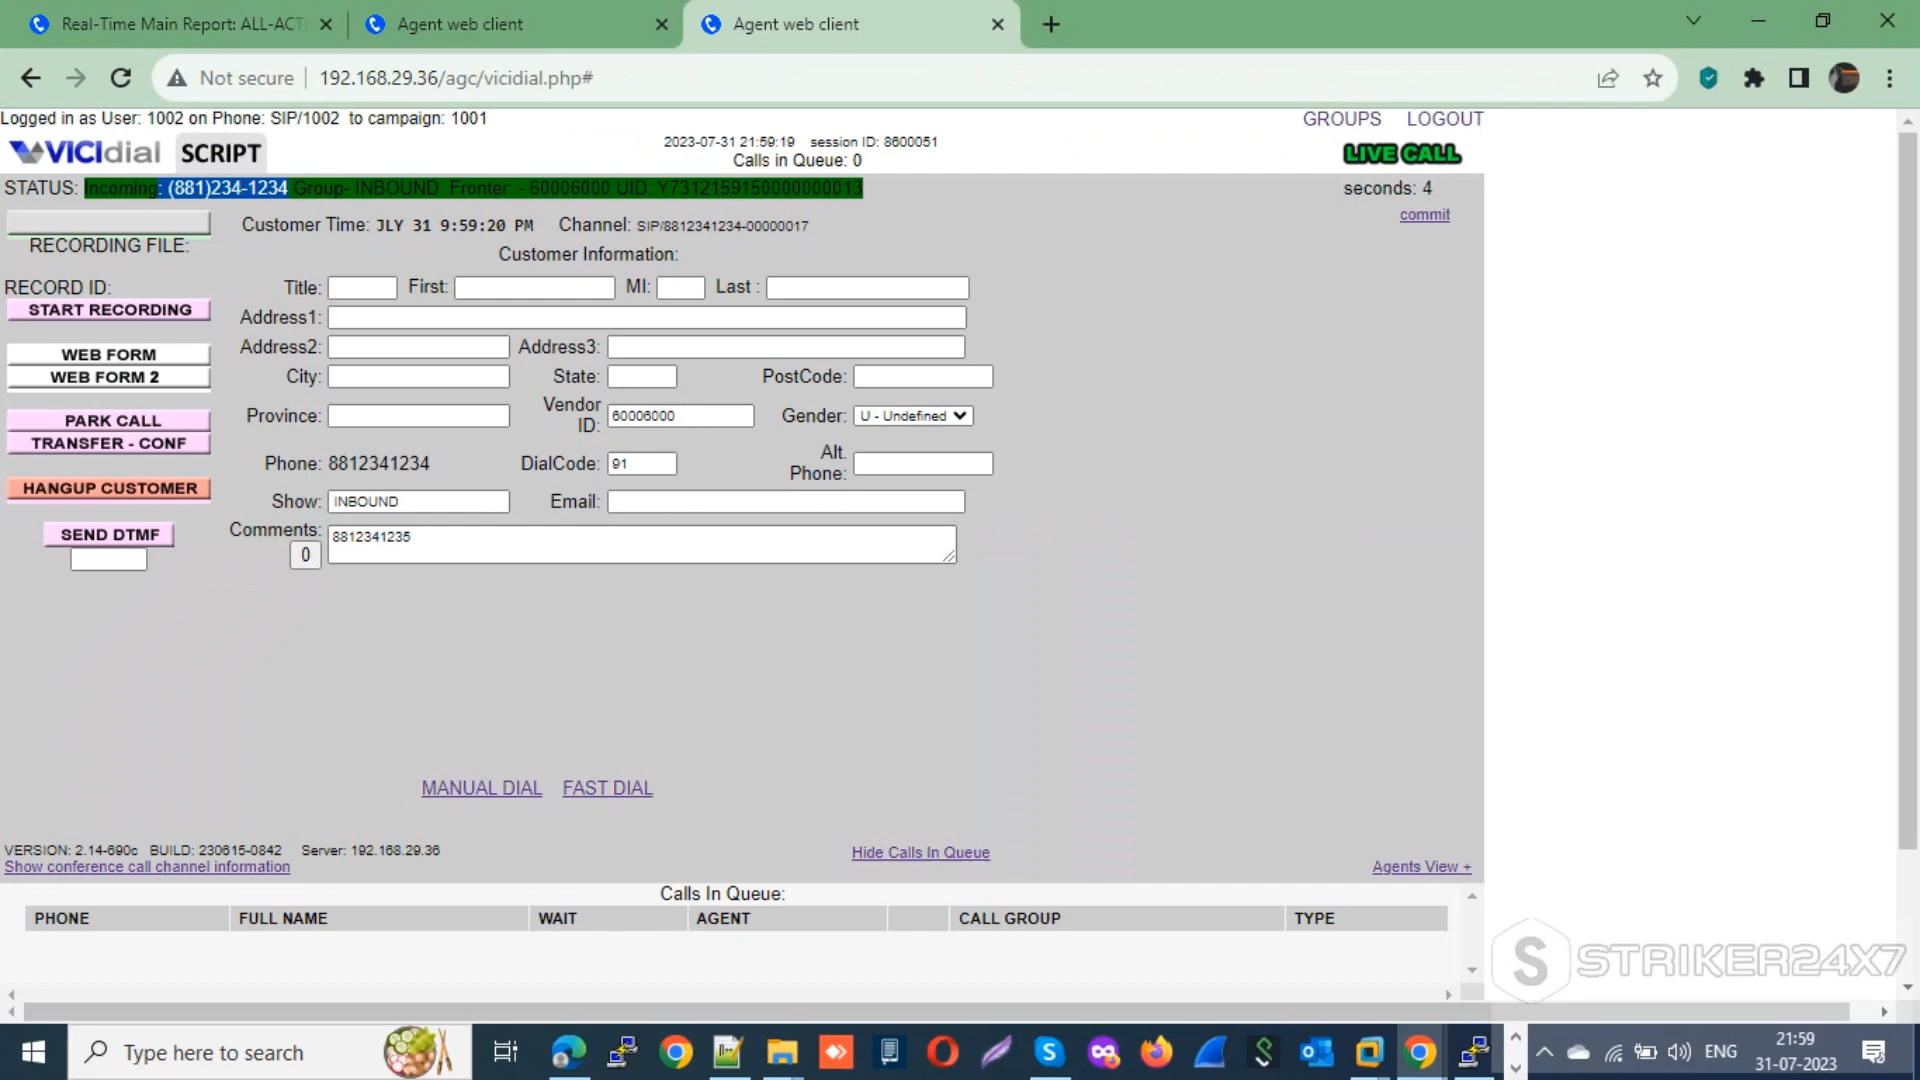 Real-Time Main Report: ALL-ACTI
Agent web client
Agent web client
Not secure
192.168.29.36/agc/vicidial.php#
Logged in as User: 1002 on Phone: SIP/1002 to campaign: 1001
GROUPS LOGOUT
VICIdial SCRIPT
2023-07-31 21:59:19 session ID: 8600051
Calls in Queue: 0
LIVE CALL
STATUS: Incoming: (881)234-1234 Group- INBOUND Fronter: - 60006000 UID: Y7312159150000000013
seconds: 4
commit
Customer Time: JLY 31 9:59:20 PM Channel: SIP/8812341234-00000017
RECORDING FILE:
Customer Information:
RECORD ID:
START RECORDING
Title: First: MI: Last :
Address1:
Address2: Address3:
WEB FORM
WEB FORM 2
City: State: PostCode:
Province: Vendor ID: 60006000 Gender: U - Undefined
PARK CALL
TRANSFER - CONF
Phone: 8812341234 DialCode: 91 Alt. Phone:
HANGUP CUSTOMER
Show: INBOUND Email:
SEND DTMF
Comments: 8812341235
0
MANUAL DIAL FAST DIAL
VERSION: 2.14-690c BUILD: 230615-0842 Server: 192.168.29.36
Show conference call channel information
Hide Calls In Queue
Agents View +
Calls In Queue:
PHONE FULL NAME WAIT AGENT CALL GROUP TYPE
S STRIKER24X7
Type here to search
ENG
21:59
31-07-2023